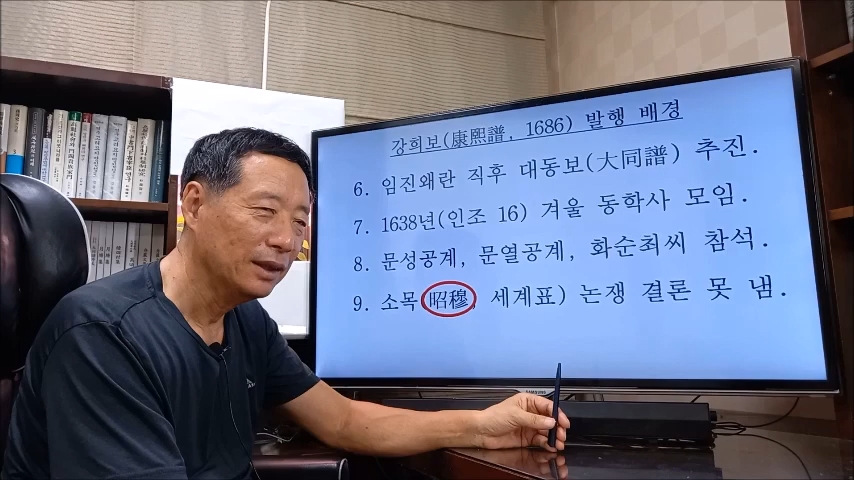 강희보(康熙譜, 1686) 발행 배경
6. 임진왜란 직후 대동보(大同譜) 추진.
7. 1638년(인조 16) 겨울 동학사 모임.
8. 문성공계, 문열공계, 화순최씨 참석.
9. 소목(昭穆, 세계표) 논쟁 결론 못 냄.
SAMSUNG